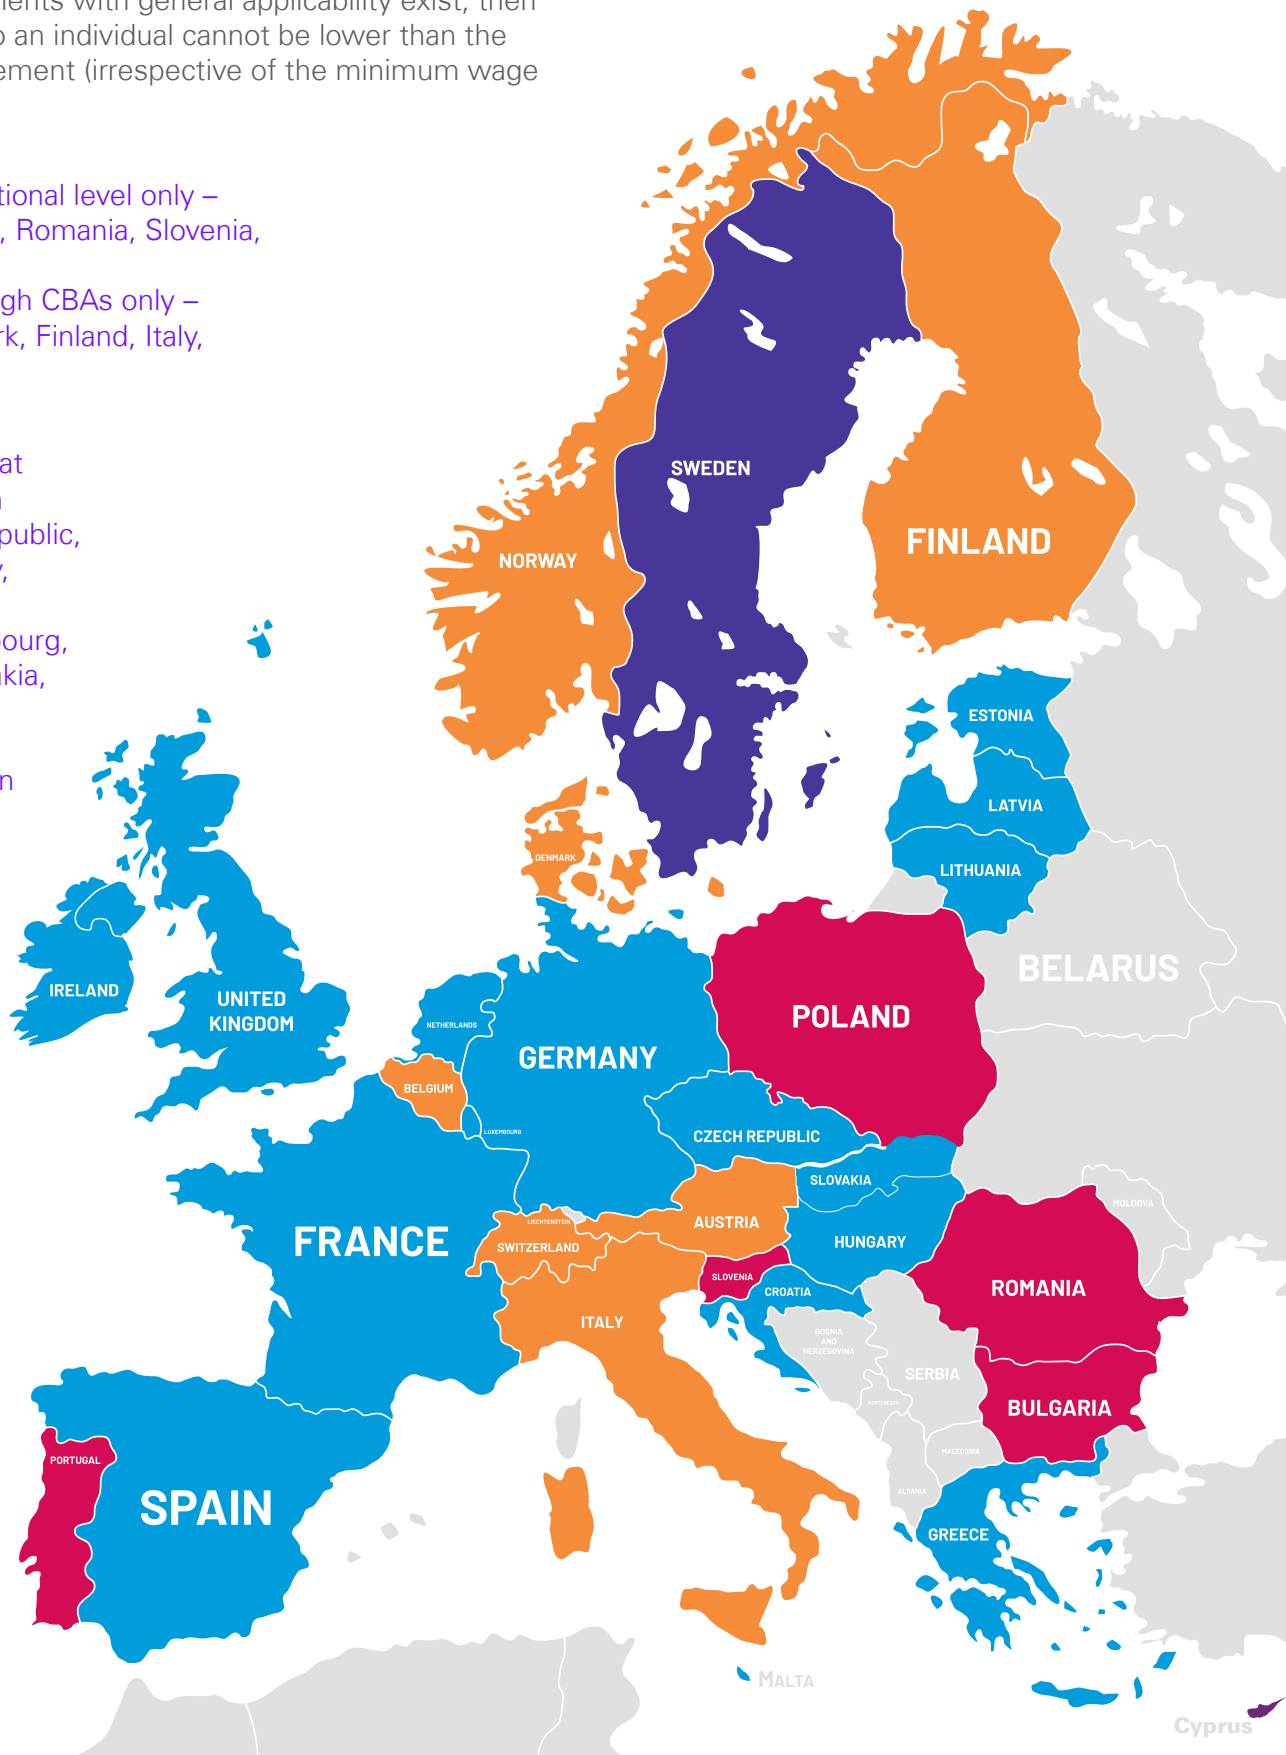 nents with general applicability exist, then
o an individual cannot be lower than the
ement (irrespective of the minimum wage
tional level only –
, Romania, Slovenia,
gh CBAs only –
rk, Finland, Italy,
at
public,
,
ourg,
kia,
n
SWEDEN
FINLAND
NORWAY
ESTONIA
LATVIA
DENMARK
LITHUANIA
BELARUS
IRELAND
UNITED
KINGDOM
POLAND
NETHERLANDS
GERMANY
BELGIUM
LUXEMBOURG
CZECH REPUBLIC
SLOVAKIA
MOLDOVA
LIECHTENSTEIN
AUSTRIA
FRANCE
SWITZERLAND
HUNGARY
SLOVENIA
CROATIA
ROMANIA
ITALY
BOSNIA
AND
HERZEGOVINA
SERBIA
MONTENEGRO
BULGARIA
MACEDONIA
PORTUGAL
ALBANIA
SPAIN
GREECE
MALTA
Cyprus